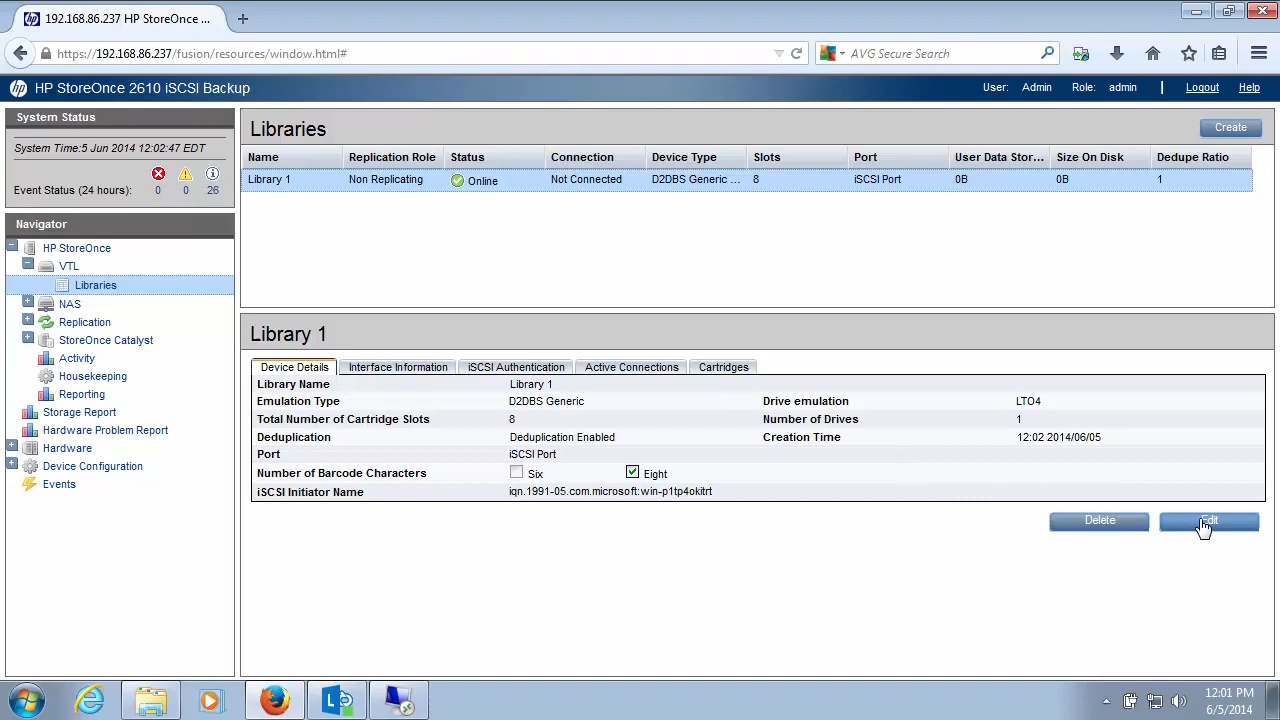 192.168.86.237 HP StoreOnce ...
https://192.168.86.237/fusion/resources/window.html#
AVG Secure Search
HP StoreOnce 2610 iSCSI Backup
User: Admin Role: admin | Logout Help
System Status
System Time:5 Jun 2014 12:02:47 EDT
Event Status (24 hours): 0 0 26
Navigator
HP StoreOnce
VTL
Libraries
NAS
Replication
StoreOnce Catalyst
Activity
Housekeeping
Reporting
Storage Report
Hardware Problem Report
Hardware
Device Configuration
Events
Libraries
Create
Name Replication Role Status Connection Device Type Slots Port User Data Stor... Size On Disk Dedupe Ratio
Library 1 Non Replicating Online Not Connected D2DBS Generic ... 8 iSCSI Port 0B 0B 1
Library 1
Device Details Interface Information iSCSI Authentication Active Connections Cartridges
Library Name Library 1
Emulation Type D2DBS Generic Drive emulation LTO4
Total Number of Cartridge Slots 8 Number of Drives 1
Deduplication Deduplication Enabled Creation Time 12:02 2014/06/05
Port iSCSI Port
Number of Barcode Characters Six Eight
iSCSI Initiator Name iqn.1991-05.com.microsoft:win-p1tp4okitrt
Delete Edit
12:01 PM
6/5/2014